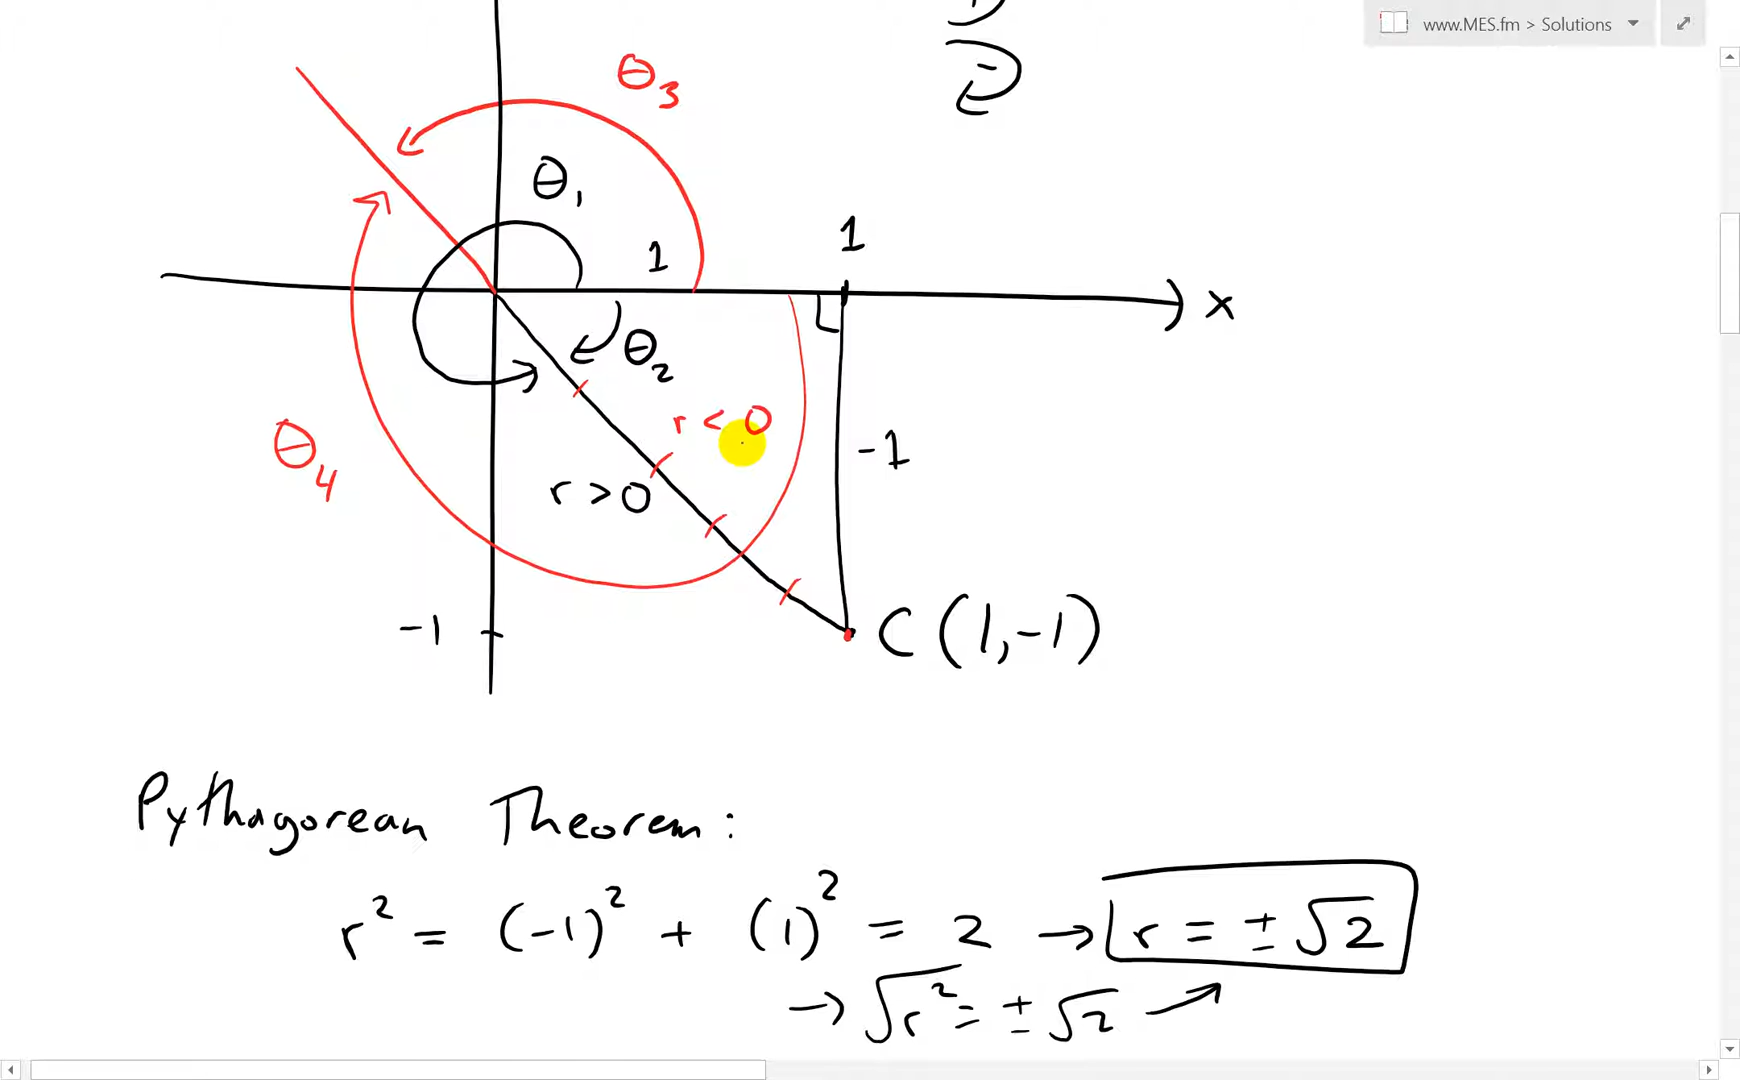 www.MES.fm > Solutions
-
θ₃
θ₁
1
1
x
θ₂
r < 0
θ₄
-1
r > 0
-1
C (1, -1)
Pythagorean Theorem:
r² = (-1)² + (1)² = 2 → r = ± √2
→ √r² = ± √2 ↗